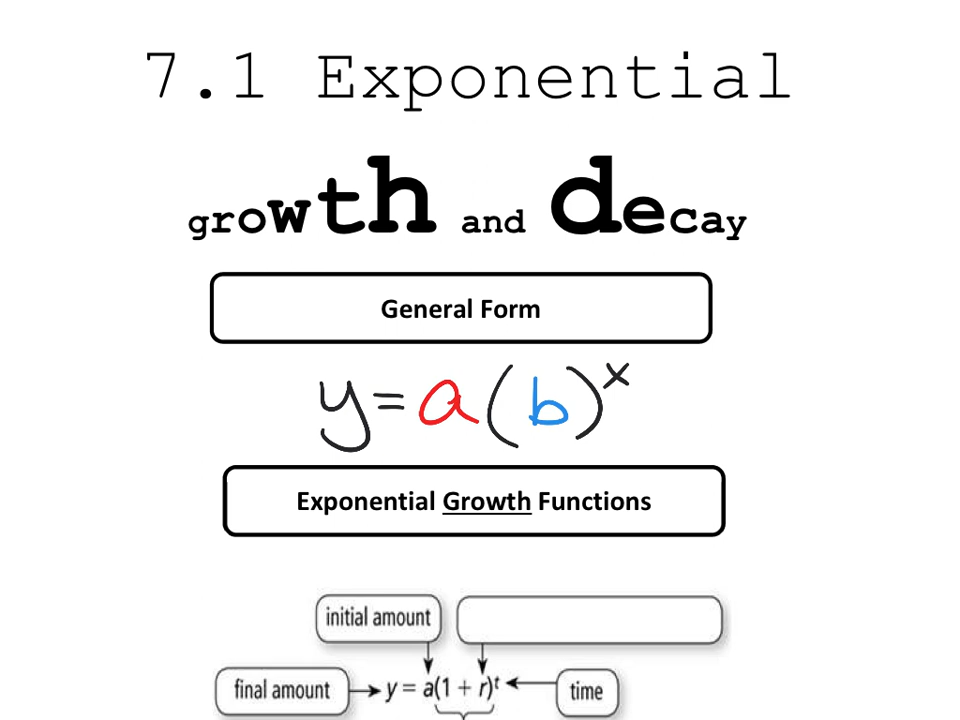 7.1 Exponential
growth and decay
General Form
y = a(b)^x
Exponential Growth Functions
initial amount
final amount y = a(1 + r)^t time